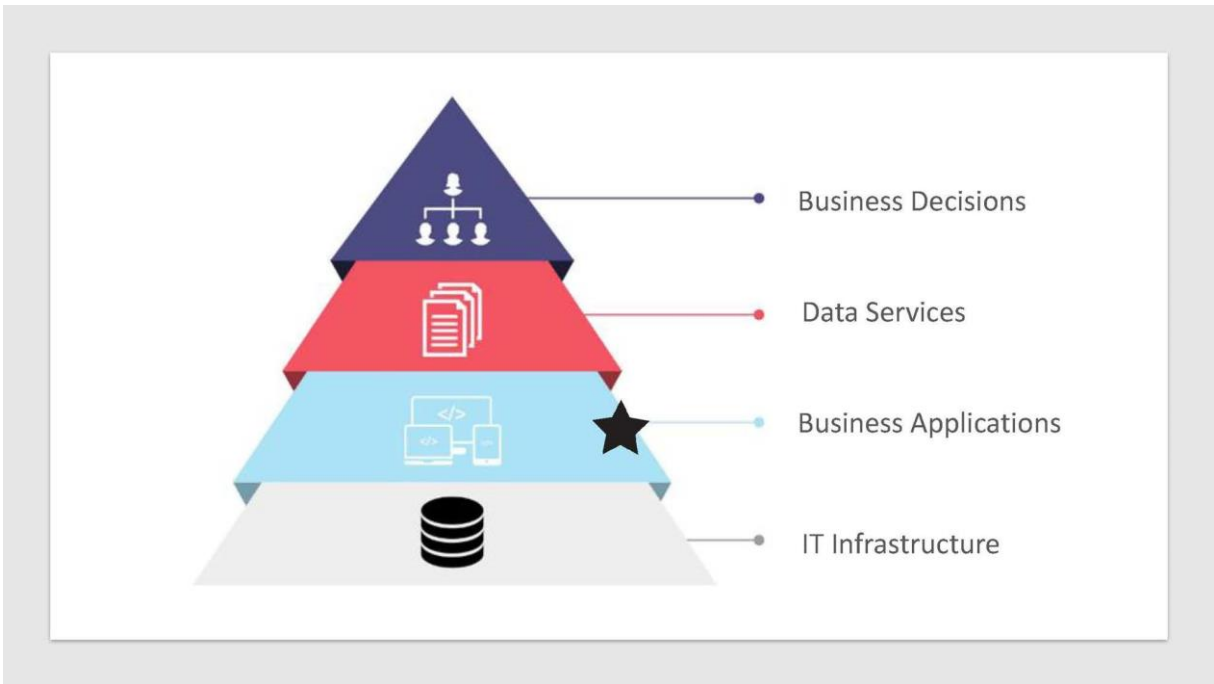 Business Decisions
Data Services
</>
Business Applications
</>
</>
IT Infrastructure